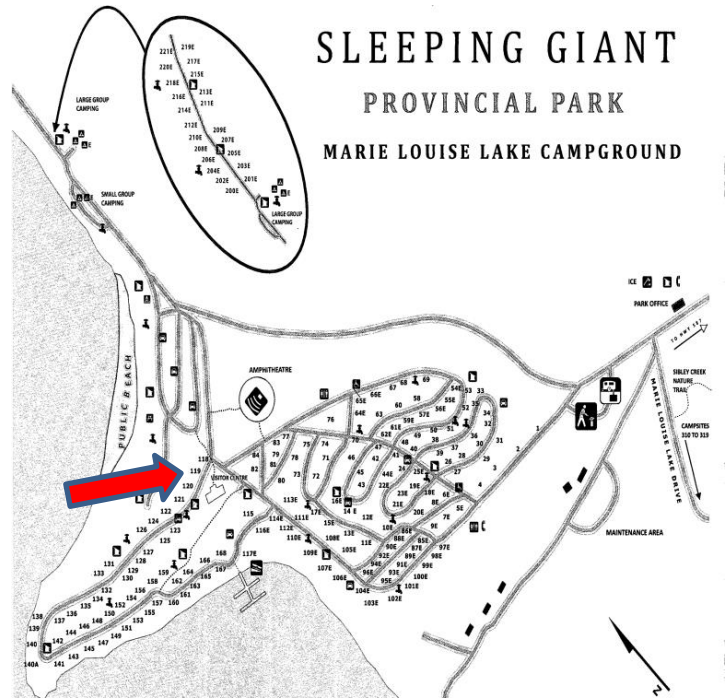 SLEEPING GIANT
PROVINCIAL PARK
MARIE LOUISE LAKE CAMPGROUND
221E 219E
220E 217E
218E 215E
216E 213E
214E 211E
212E 209E
210E 207E
208E 205E
206E 203E
204E 201E
202E
200E
LARGE GROUP
CAMPING
LARGE GROUP
CAMPING
SMALL GROUP
CAMPING
ICE
PARK OFFICE
TO HWY 587
SIBLEY CREEK
NATURE
TRAIL
MARIE LOUISE LAKE DRIVE
CAMPSITES
310 TO 319
PUBLIC BEACH
AMPHITHEATRE
VISITOR CENTRE
MAINTENANCE AREA
67 68 69
65E 66E
64E 63 60 58 55E 54E 53 33
76 62E 61E 59E 57E 56E 52 35 34
83 77 70 51 32
84 79 75 74 47 48 50 36 31
82 78 73 46 41 40 39 37 30
81 72 45 44 38 26 28 29
80 71 42 43 24 25E 27
1
2
3
4
118
119
120
121
122
123
124
125
126
127
128
129
130
131
132
133
134
135
136
137
138
139
140
140A
141
142
143
144
145
146
147
148
149
150
151
152
153
154
155
156
157
158
159
160
161
162
163
164
165
166
167
168
115
116E
117E
114E
113E
112E
111E
110E
109E
108E
107E
106E
105E
104E
103E
102E
101E
100E
99E
98E
97E
96E
95E
94E
93E
92E
91E
90E
89E
88E
87E
86E
85E
5E
6E
7E
8E
9E
10E
11E
12E
13E
14 E
15E
16E
17E
18E
19E
20E
21E
22E
23E
N